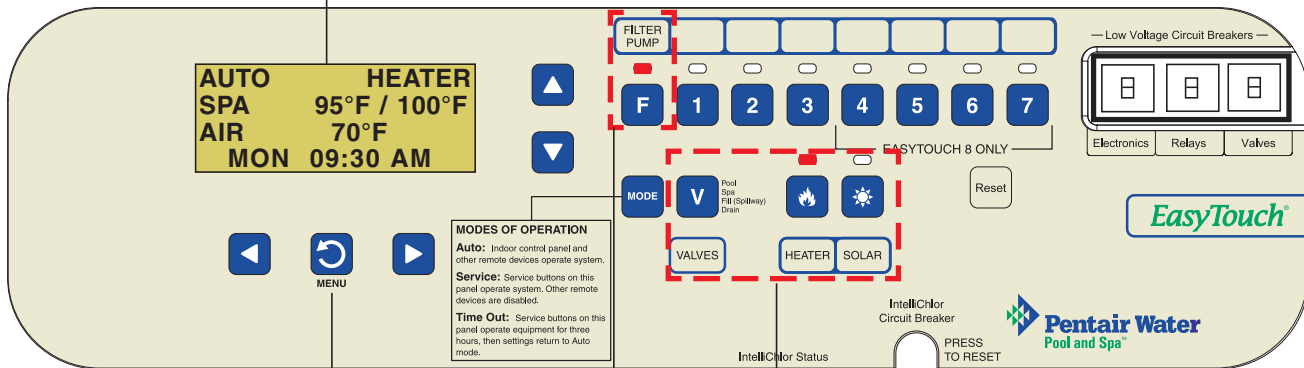 FILTER
PUMP
Low Voltage Circuit Breakers
AUTO HEATER
SPA 95°F / 100°F
AIR 70°F
MON 09:30 AM
F 1 2 3 4 5 6 7
EASYTOUCH 8 ONLY
Electronics Relays Valves
MODE
V
Pool
Spa
Fill (Spillway)
Drain
Reset
EasyTouch®
MODES OF OPERATION
Auto: Indoor control panel and
other remote devices operate system.
Service: Service buttons on this
panel operate system. Other remote
devices are disabled.
Time Out: Service buttons on this
panel operate equipment for three
hours, then settings return to Auto
mode.
VALVES
HEATER SOLAR
MENU
IntelliChlor
Circuit Breaker
PRESS
TO RESET
IntelliChlor Status
Pentair Water
Pool and Spa™